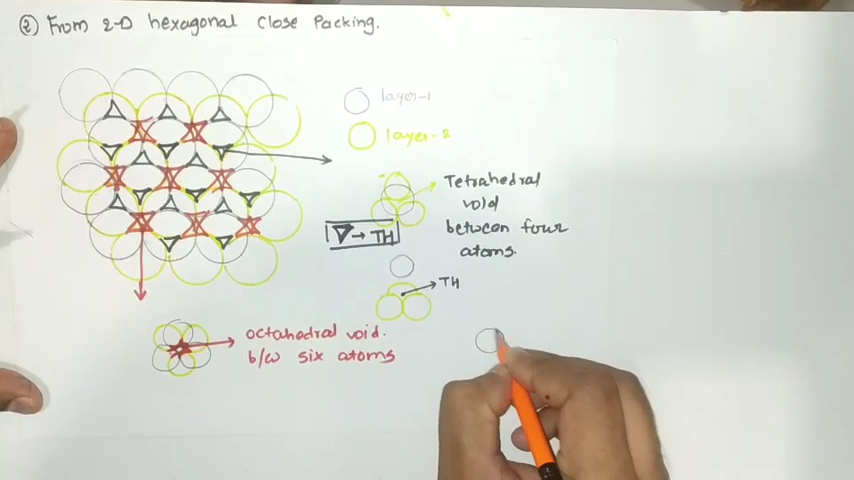 ② From 2-D hexagonal Close Packing.
layer-1
layer-2
Tetrahedral
void
between four
atoms.
▽→ TH
TH
octahedral void.
b/w six atoms